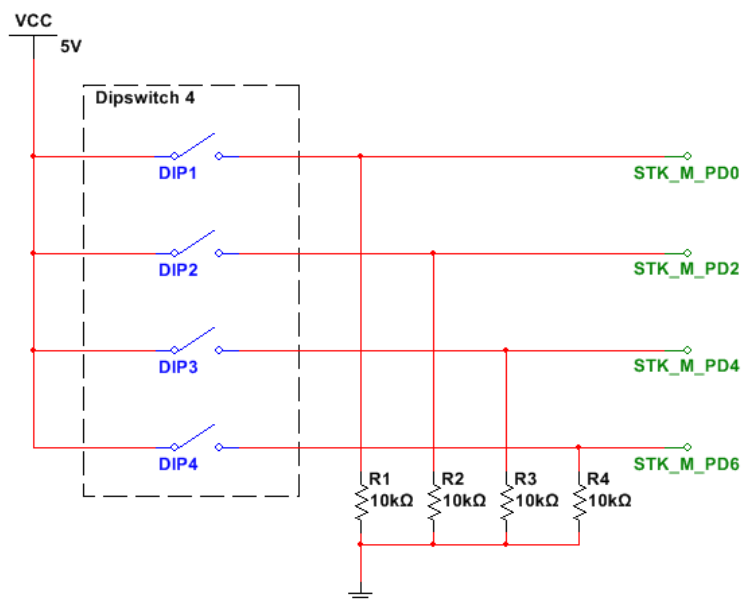 VCC
5V
Dipswitch 4
DIP1
STK_M_PD0
DIP2
STK_M_PD2
DIP3
STK_M_PD4
DIP4
STK_M_PD6
R1
10kΩ
R2
10kΩ
R3
10kΩ
R4
10kΩ